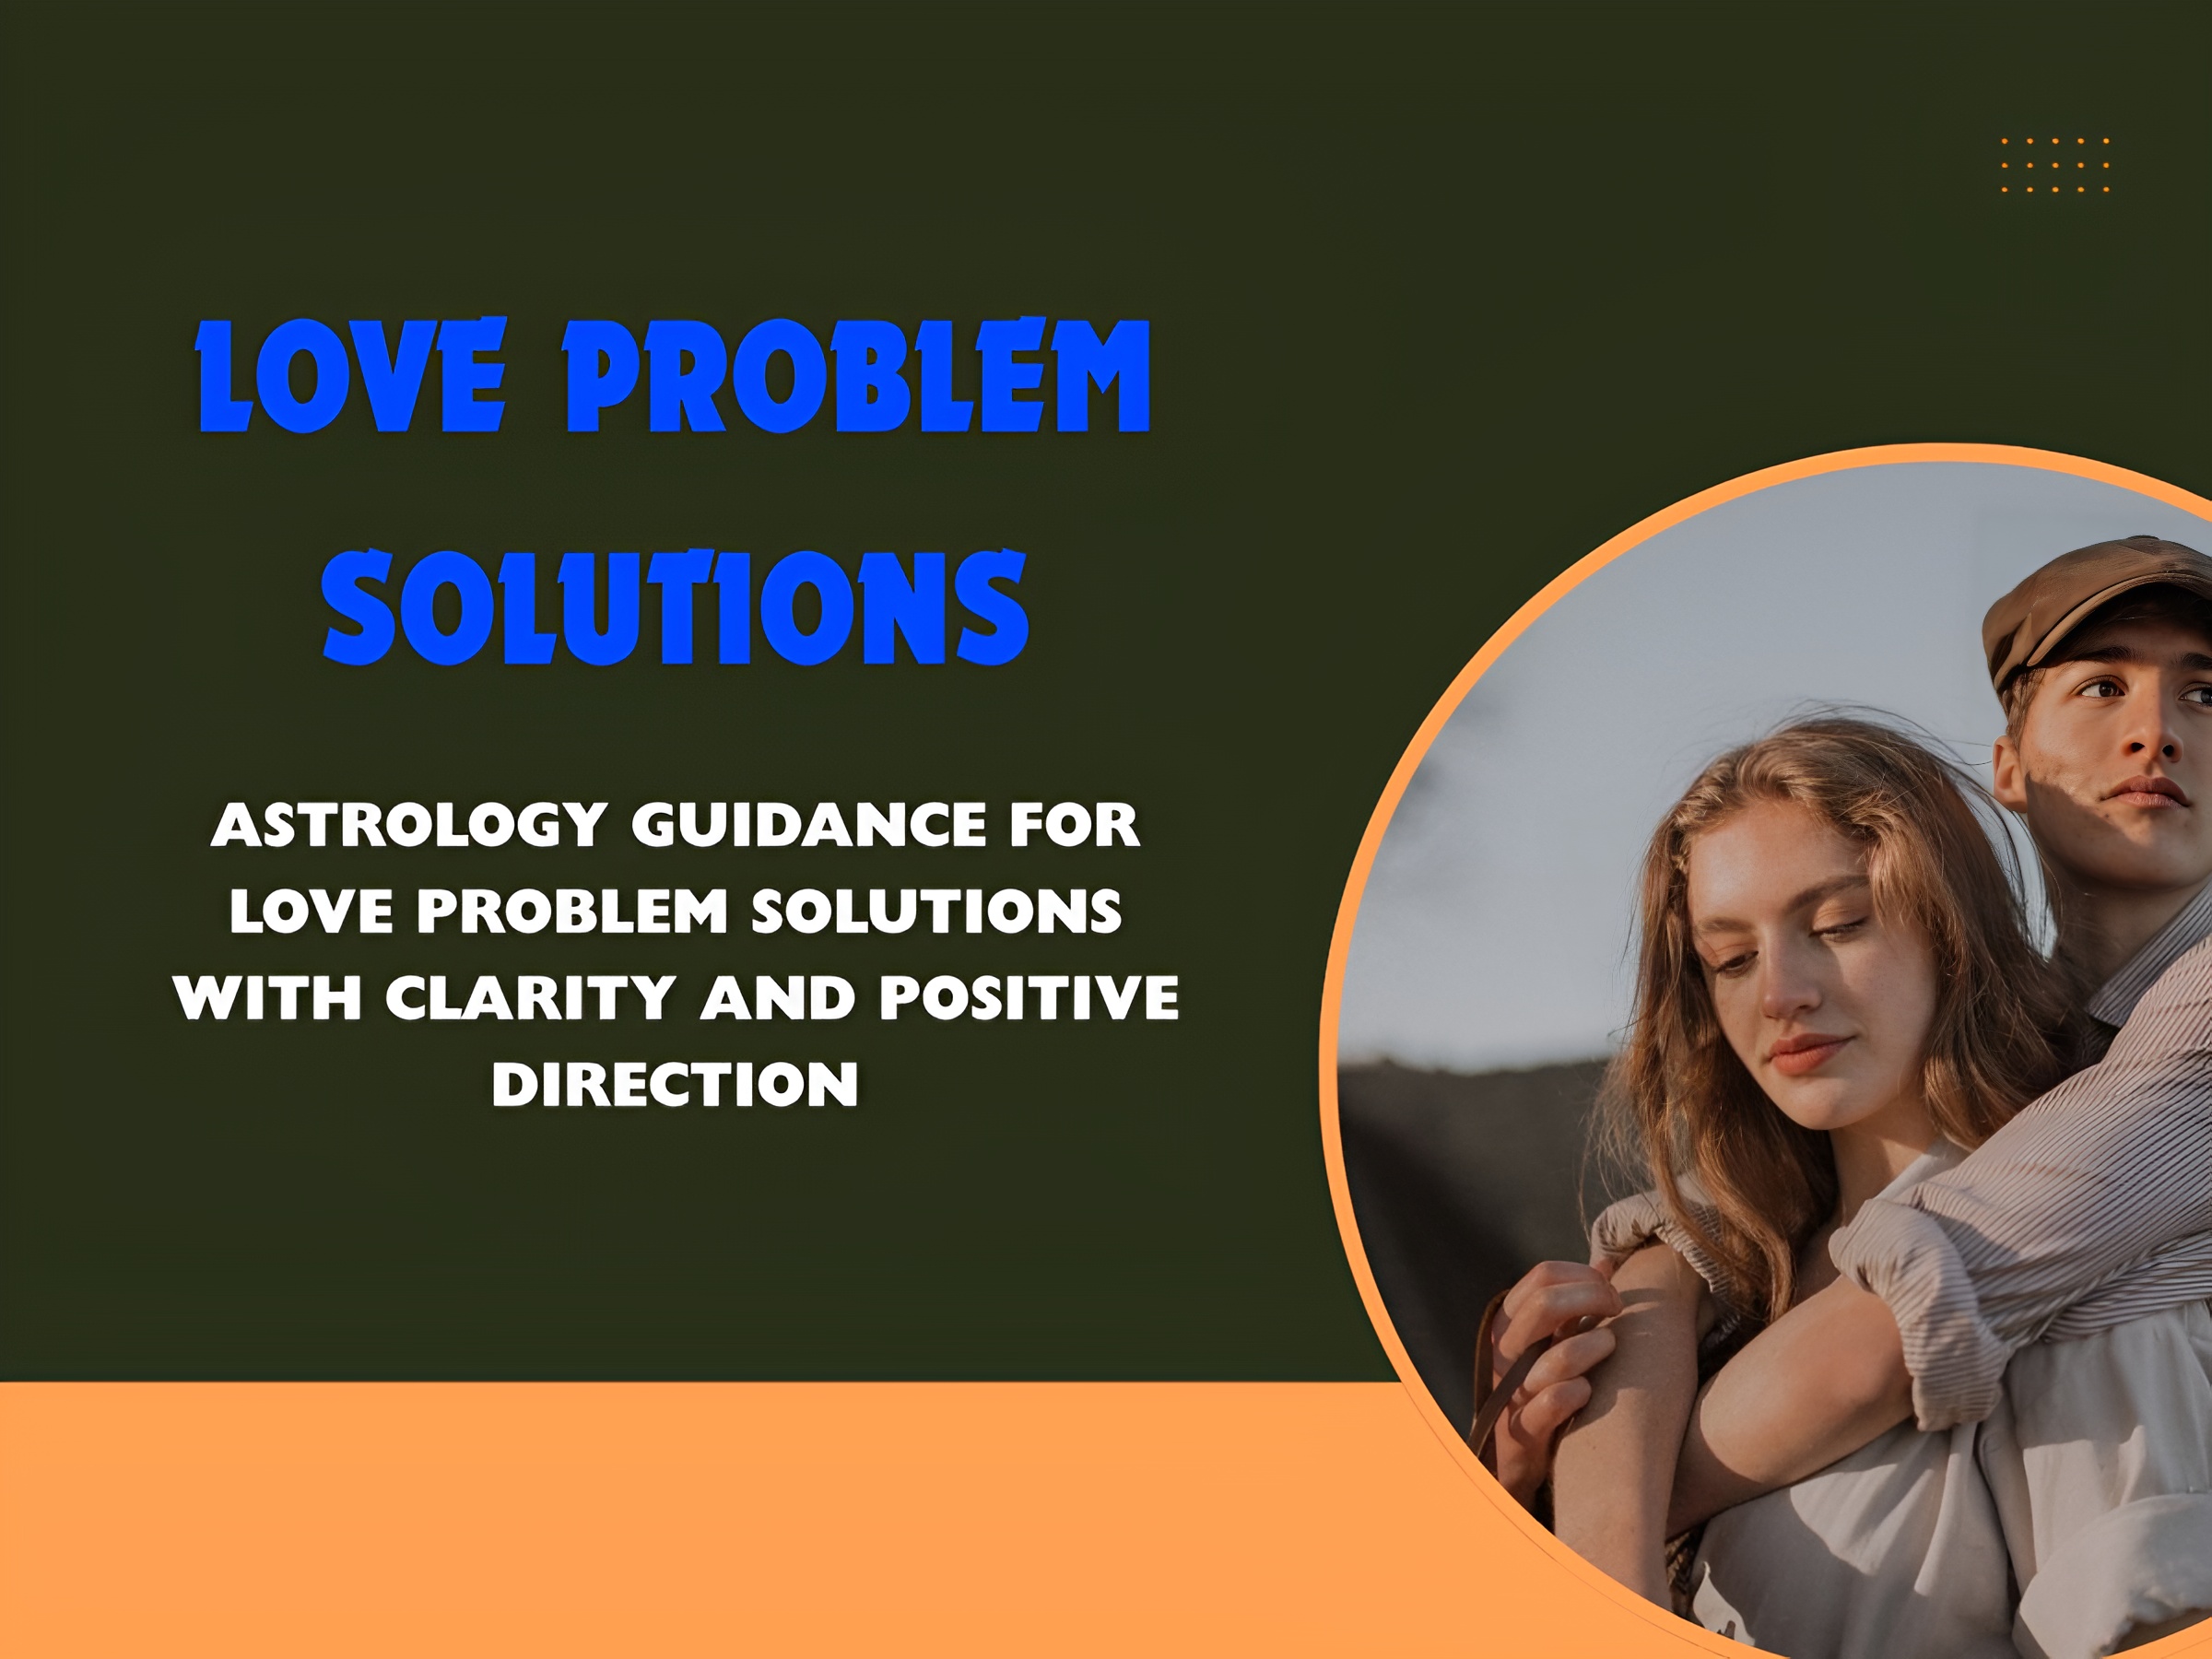 LOVE PROBLEM
SOLUTIONS
ASTROLOGY GUIDANCE FOR
LOVE PROBLEM SOLUTIONS
WITH CLARITY AND POSITIVE
DIRECTION